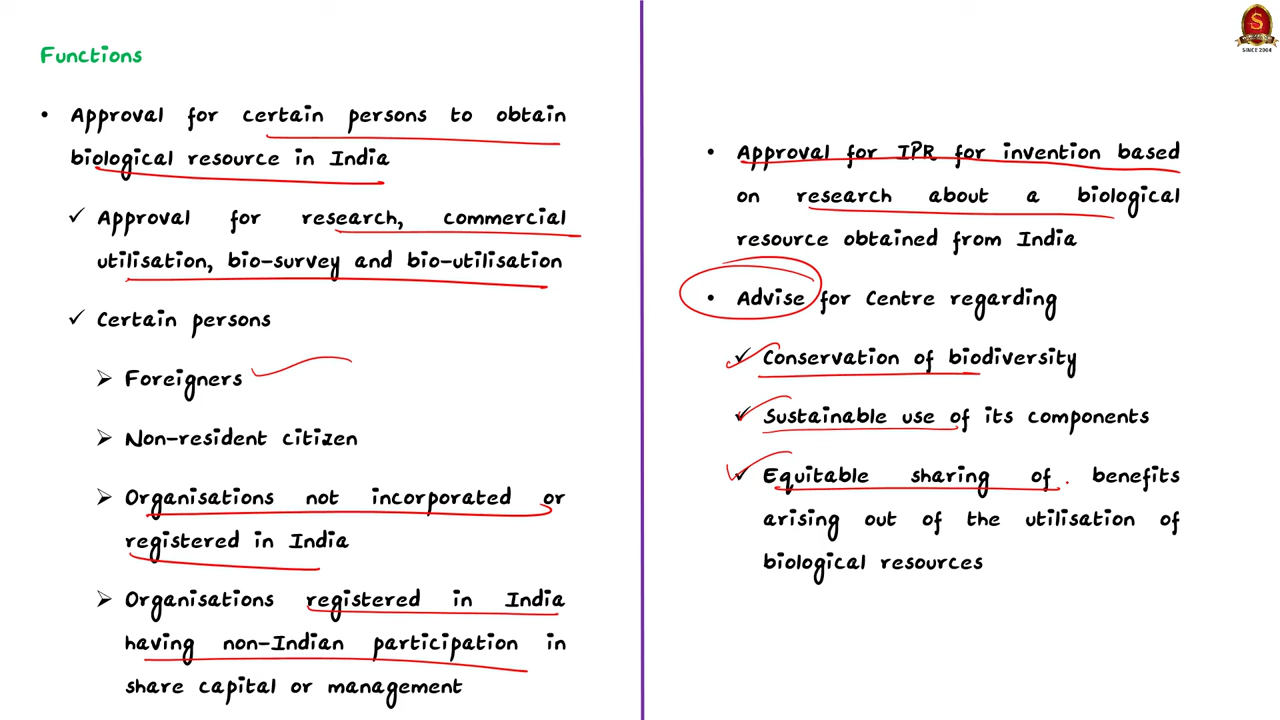 Functions
• Approval for certain persons to obtain
biological resource in India
✓ Approval for research, commercial
utilisation, bio-survey and bio-utilisation
✓ Certain persons
➢ Foreigners
➢ Non-resident citizen
➢ Organisations not incorporated or
registered in India
➢ Organisations registered in India
having non-Indian participation in
share capital or management
• Approval for IPR for invention based
on research about a biological
resource obtained from India
• Advise for Centre regarding
✓ Conservation of biodiversity
✓ Sustainable use of its components
✓ Equitable sharing of benefits
arising out of the utilisation of
biological resources
S
SINCE 2004